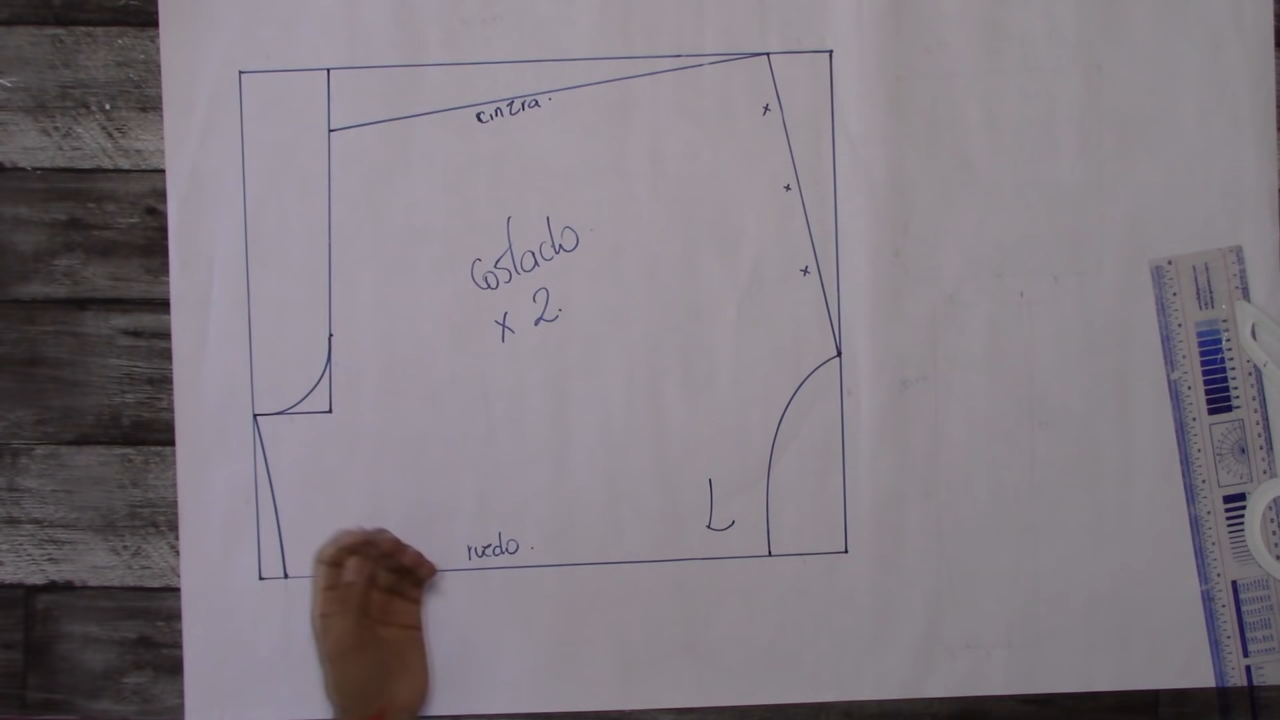 cintra.
Costado.
x 2.
L
ruedo.